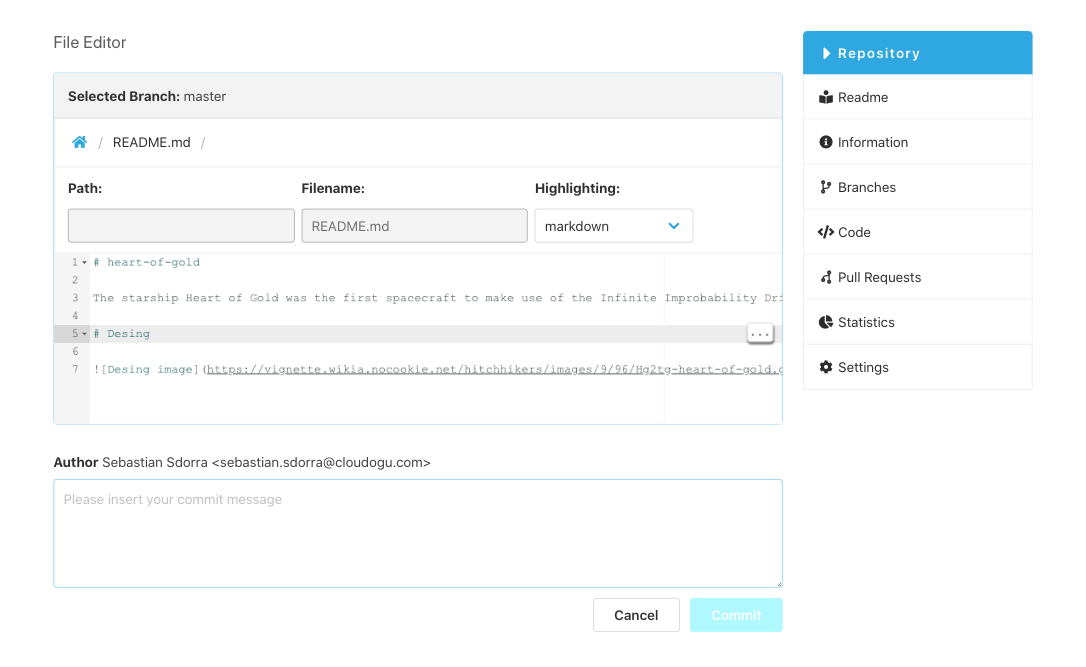 File Editor
Selected Branch: master
/ README.md /
Path:
Filename:
Highlighting:
README.md
markdown
1 # heart-of-gold
2
3 The starship Heart of Gold was the first spacecraft to make use of the Infinite Improbability Dri
4
5 # Desing
...
6
7 ![Desing image](https://vignette.wikia.nocookie.net/hitchhikers/images/9/96/Hg2tg-heart-of-gold.
Author Sebastian Sdorra <sebastian.sdorra@cloudogu.com>
Please insert your commit message
Cancel
Commit
Repository
Readme
Information
Branches
Code
Pull Requests
Statistics
Settings